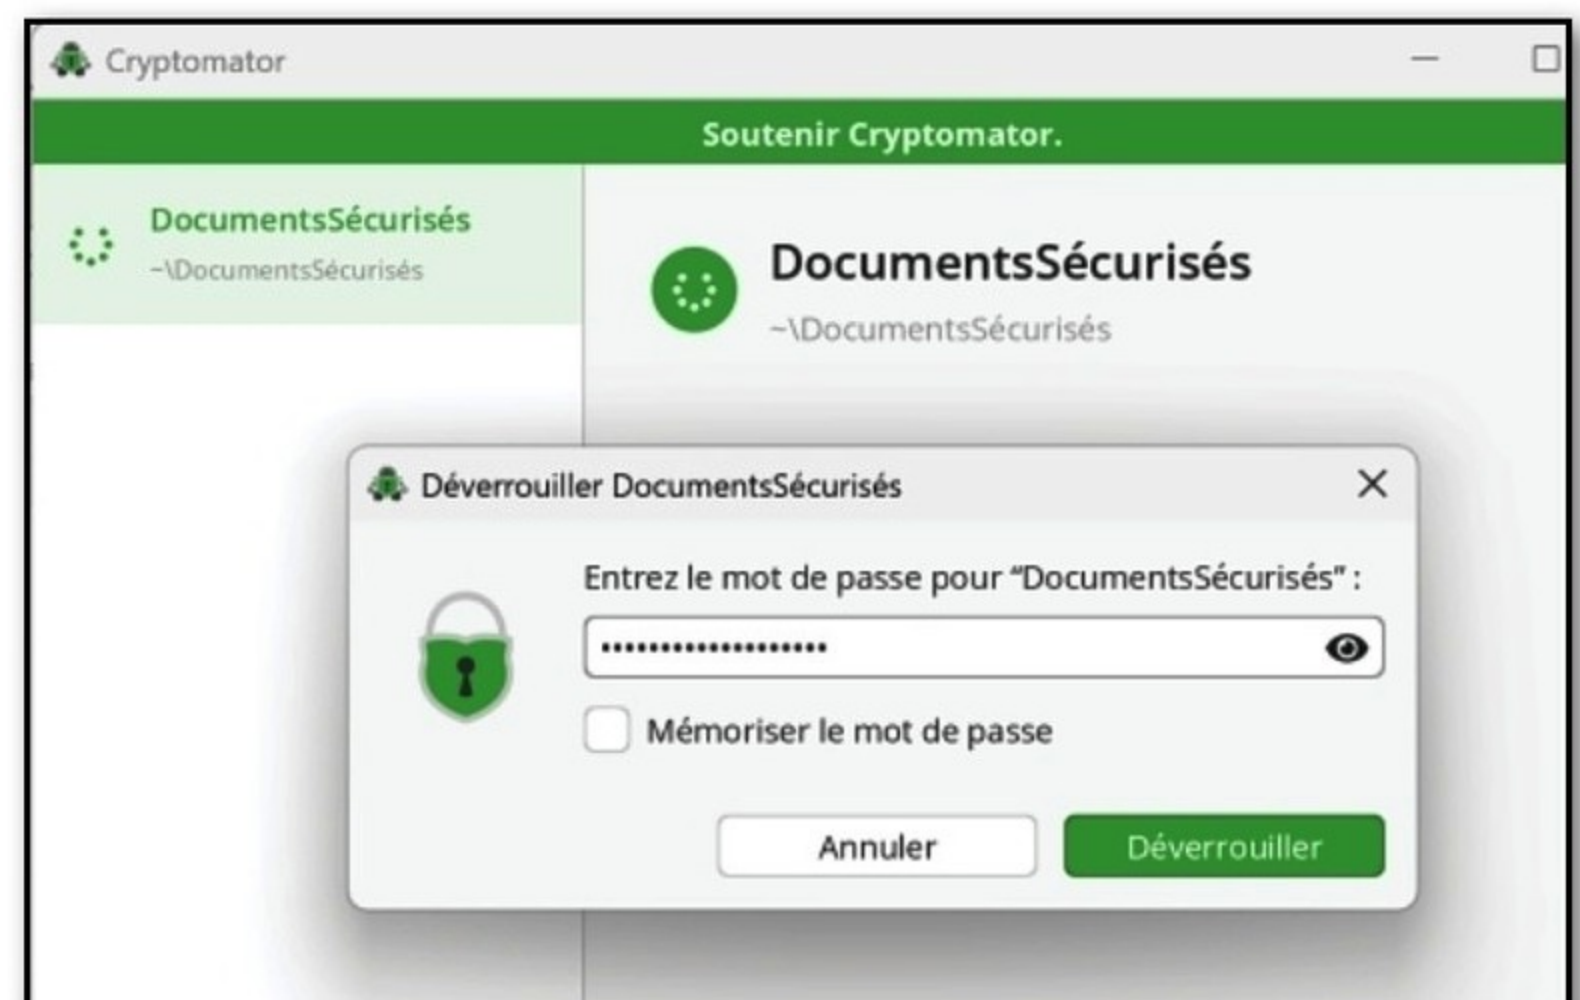 Cryptomator
Soutenir Cryptomator.
DocumentsSécurisés
~\DocumentsSécurisés
DocumentsSécurisés
~\DocumentsSécurisés
Déverrouiller DocumentsSécurisés
Entrez le mot de passe pour “DocumentsSécurisés” :
•••••••••••••••••••
Mémoriser le mot de passe
Annuler
Déverrouiller